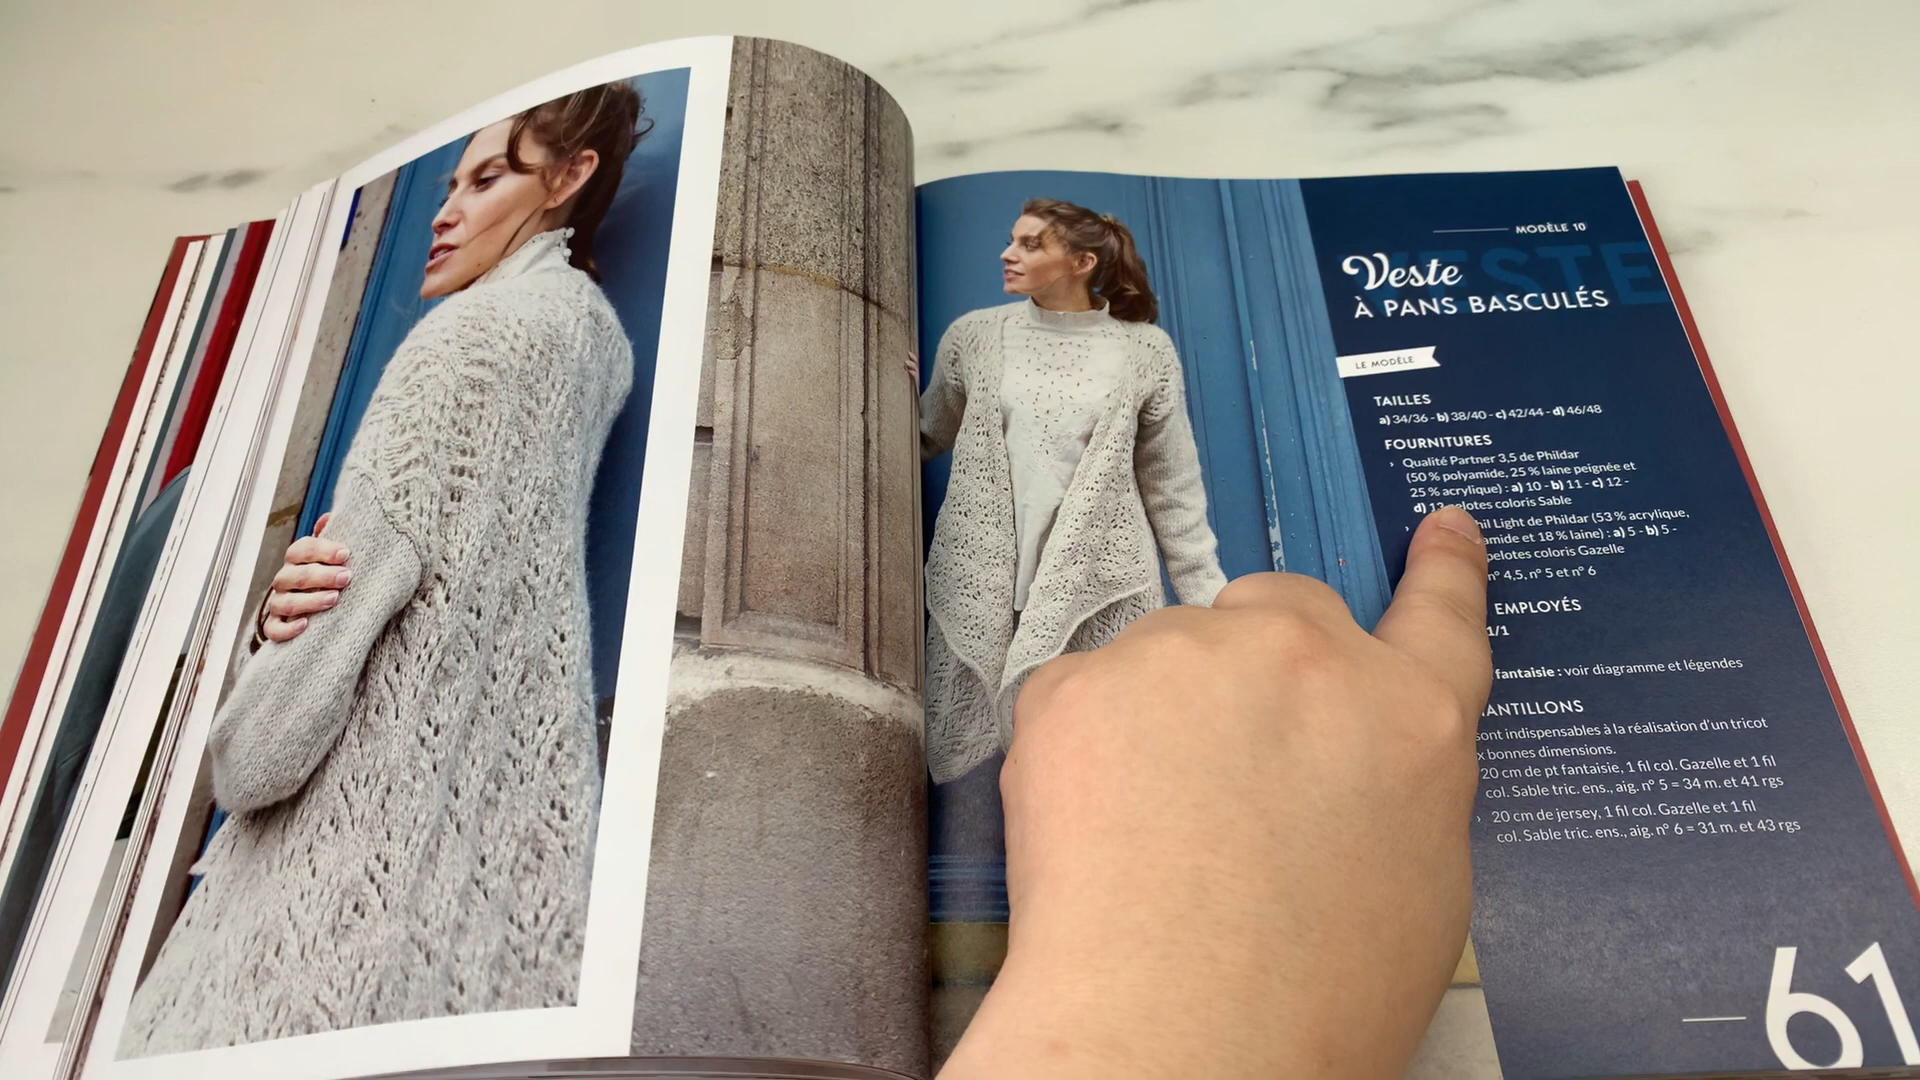 MODÈLE 10
VESTE
Veste
À PANS BASCULÉS
LE MODÈLE
TAILLES
a) 34/36 - b) 38/40 - c) 42/44 - d) 46/48
FOURNITURES
› Qualité Partner 3,5 de Phildar
(50 % polyamide, 25 % laine peignée et
25 % acrylique) : a) 10 - b) 11 - c) 12 -
d) 13 pelotes coloris Sable
› hil Light de Phildar (53 % acrylique,
amide et 18 % laine) : a) 5 - b) 5 -
pelotes coloris Gazelle
n° 4,5, n° 5 et n° 6
EMPLOYÉS
1/1
fantaisie : voir diagramme et légendes
ANTILLONS
sont indispensables à la réalisation d'un tricot
x bonnes dimensions.
20 cm de pt fantaisie, 1 fil col. Gazelle et 1 fil
col. Sable tric. ens., aig. n° 5 = 34 m. et 41 rgs
› 20 cm de jersey, 1 fil col. Gazelle et 1 fil
col. Sable tric. ens., aig. n° 6 = 31 m. et 43 rgs
61